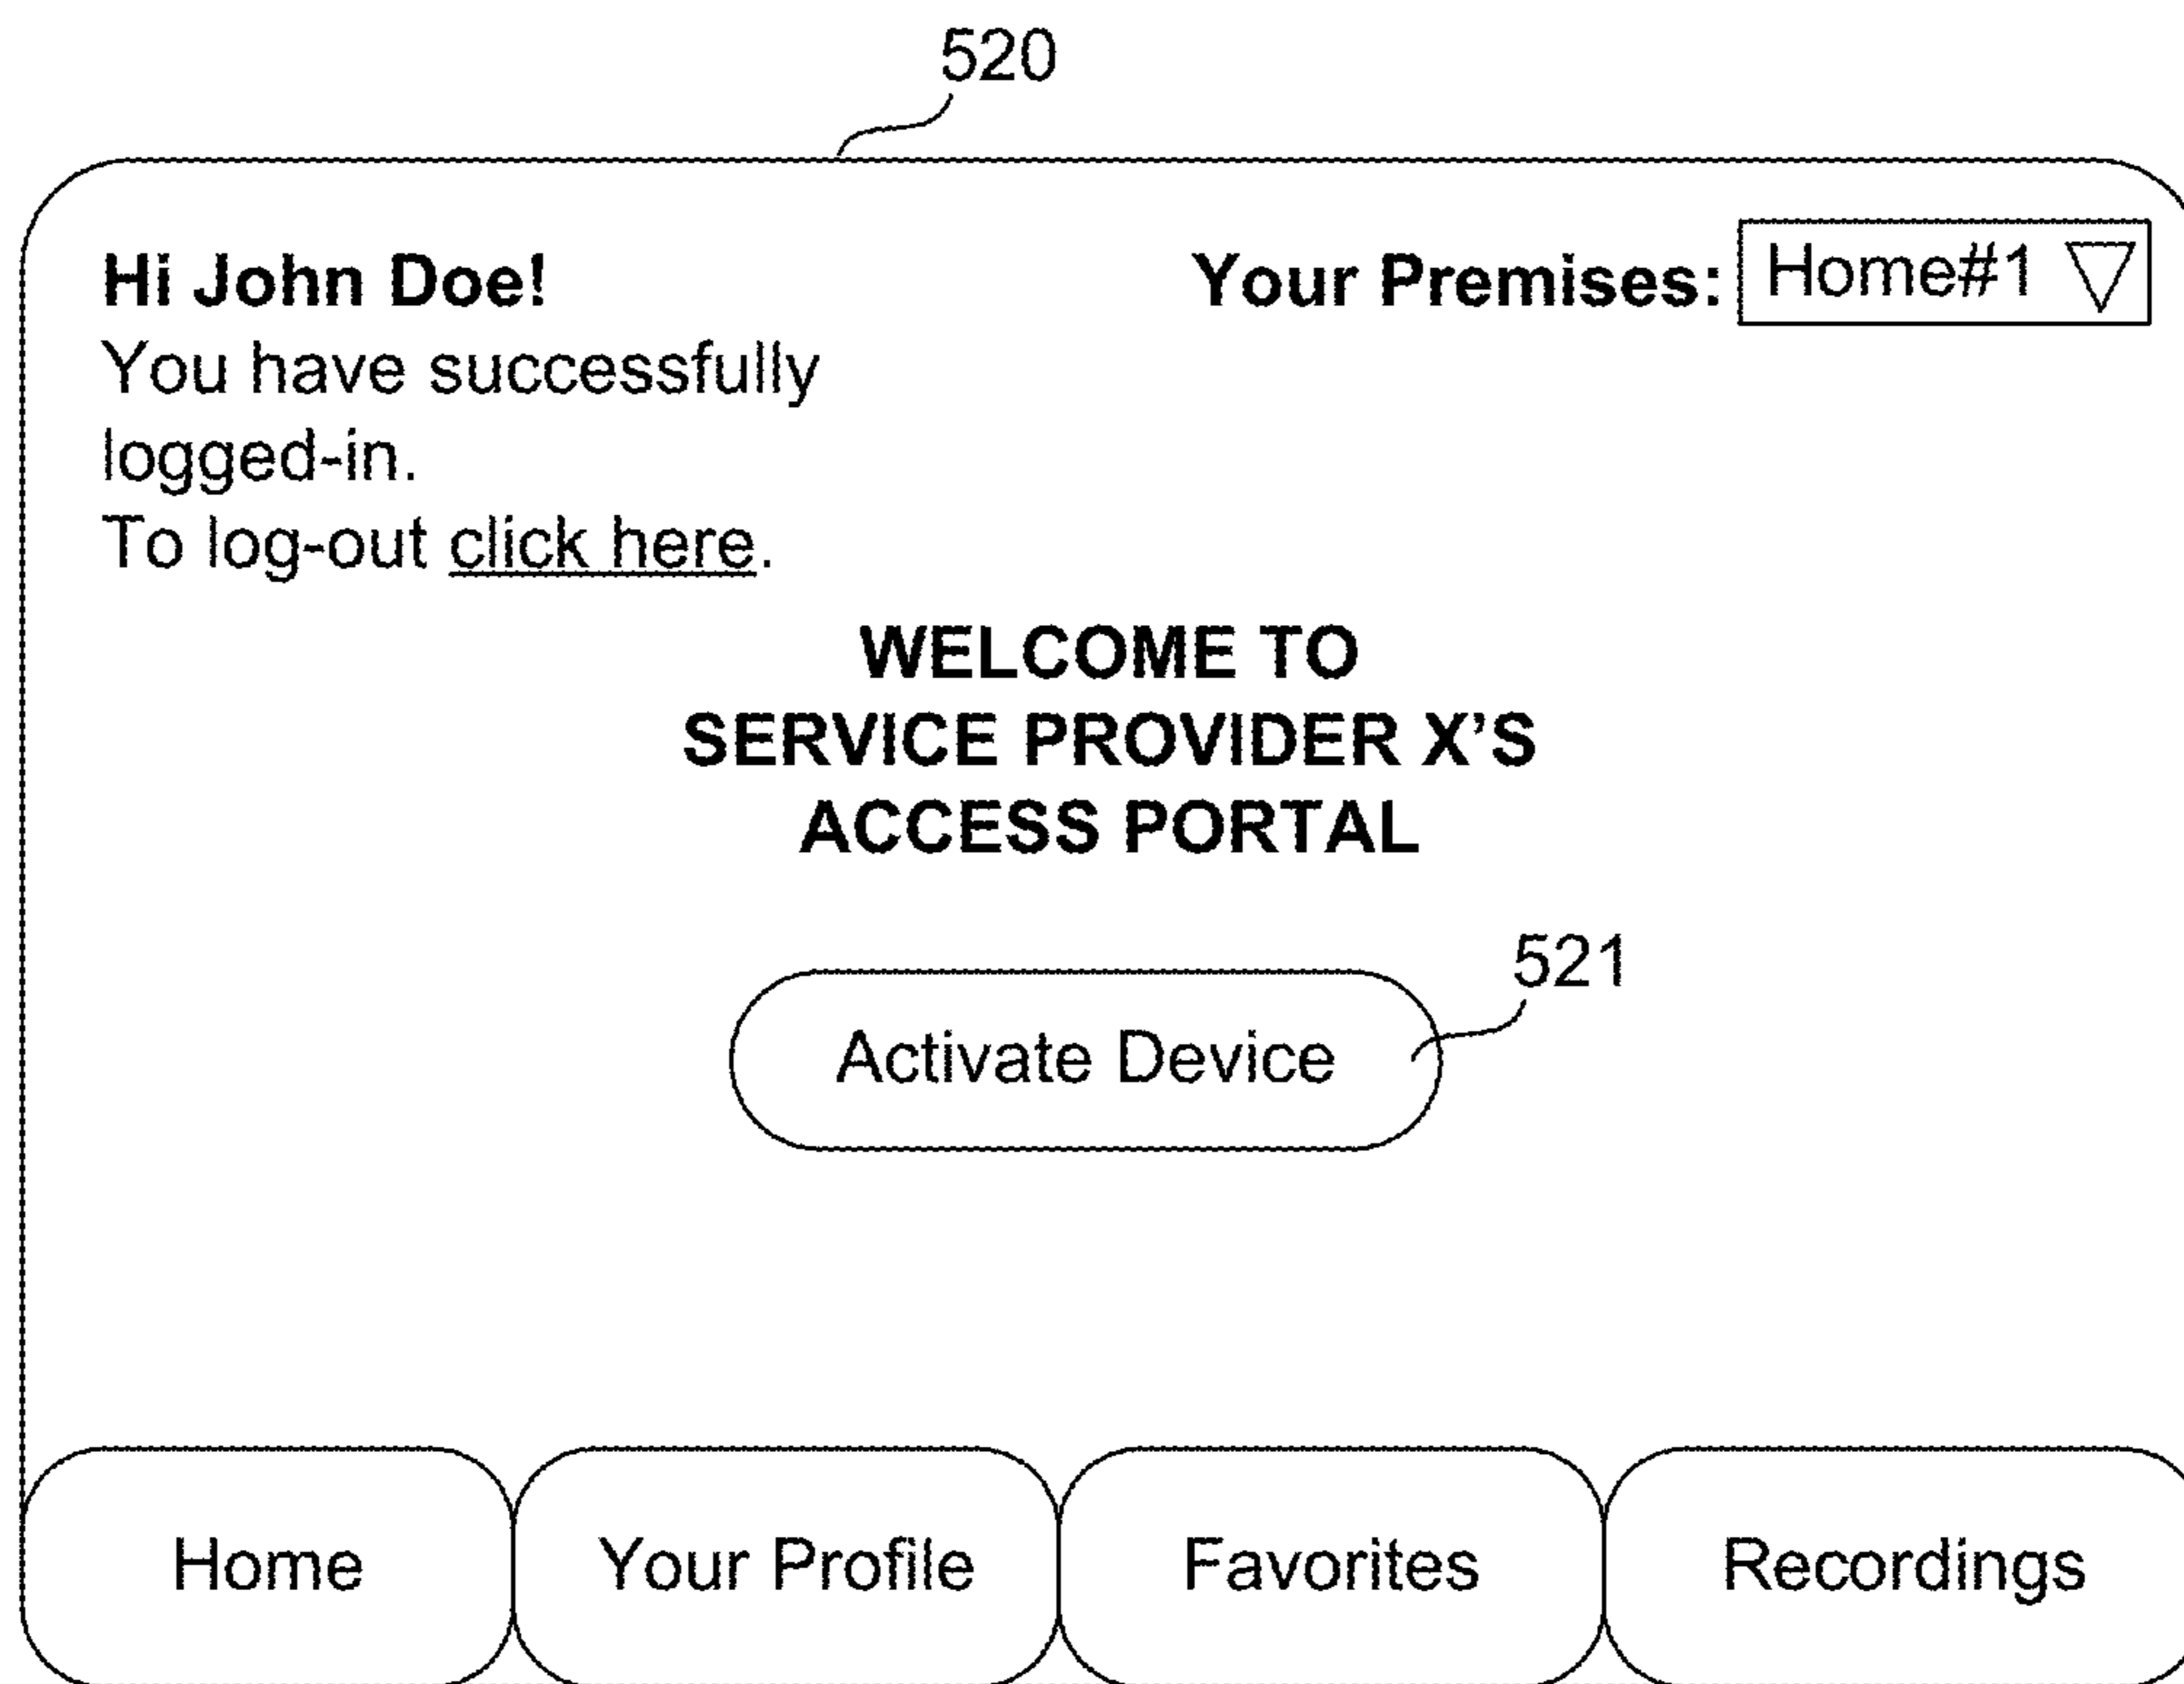 520
Hi John Doe!
Your Premises: Home#1
You have successfully
logged-in.
To log-out click here.
WELCOME TO
SERVICE PROVIDER X’S
ACCESS PORTAL
521
Activate Device
Home
Your Profile
Favorites
Recordings